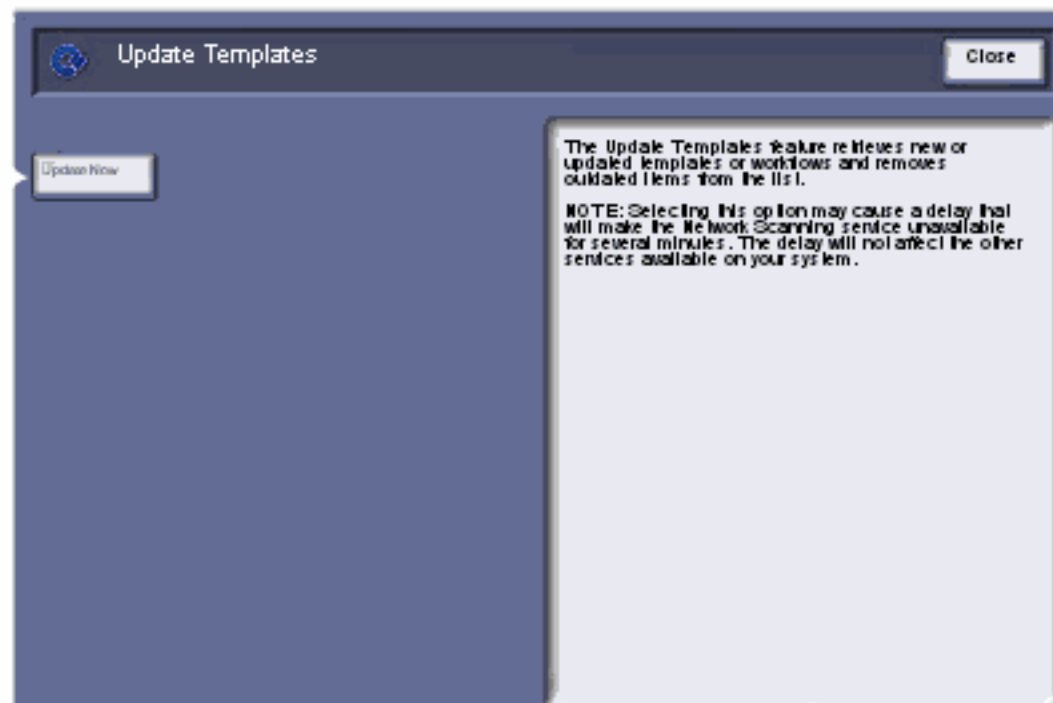 Update Templates
Close
Update Now
The Update Templates feature retrieves new or
updated templates or workflows and removes
outdated items from the list.
NOTE: Selecting this option may cause a delay that
will make the Network Scanning service unavailable
for several minutes. The delay will not affect the other
services available on your system.